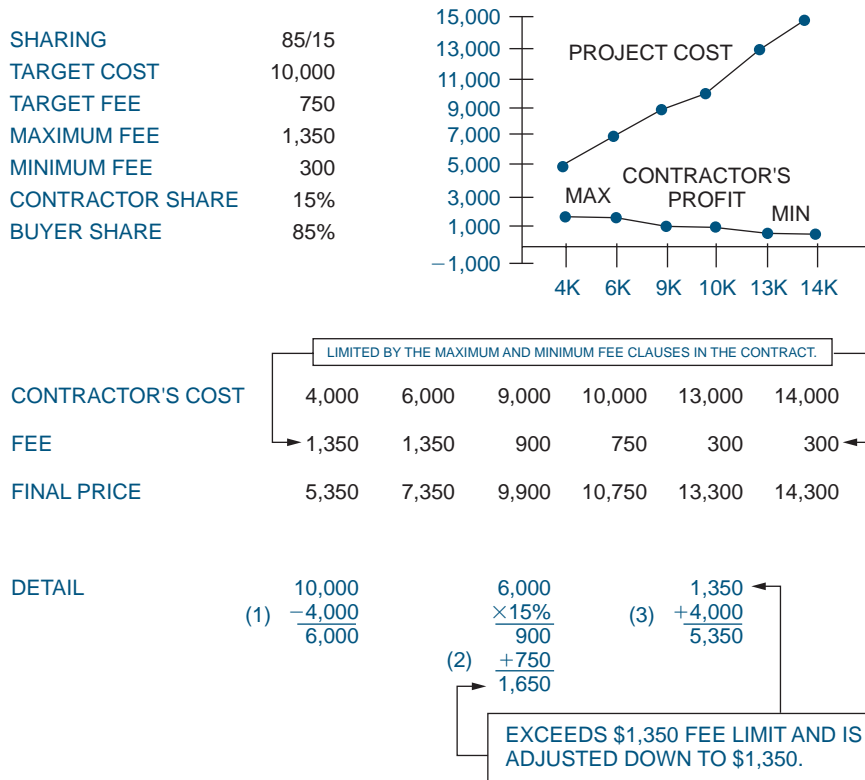 SHARING 85/15
TARGET COST 10,000
TARGET FEE 750
MAXIMUM FEE 1,350
MINIMUM FEE 300
CONTRACTOR SHARE 15%
BUYER SHARE 85%
15,000
13,000
11,000
9,000
7,000
5,000
3,000
1,000
−1,000
PROJECT COST
CONTRACTOR'S
PROFIT
MAX
MIN
4K 6K 9K 10K 13K 14K
LIMITED BY THE MAXIMUM AND MINIMUM FEE CLAUSES IN THE CONTRACT.
CONTRACTOR'S COST 4,000 6,000 9,000 10,000 13,000 14,000
FEE 1,350 1,350 900 750 300 300
FINAL PRICE 5,350 7,350 9,900 10,750 13,300 14,300
DETAIL
(1)
10,000
−4,000
6,000
6,000
×15%
900
(2) +750
1,650
1,350
(3) +4,000
5,350
EXCEEDS $1,350 FEE LIMIT AND IS
ADJUSTED DOWN TO $1,350.